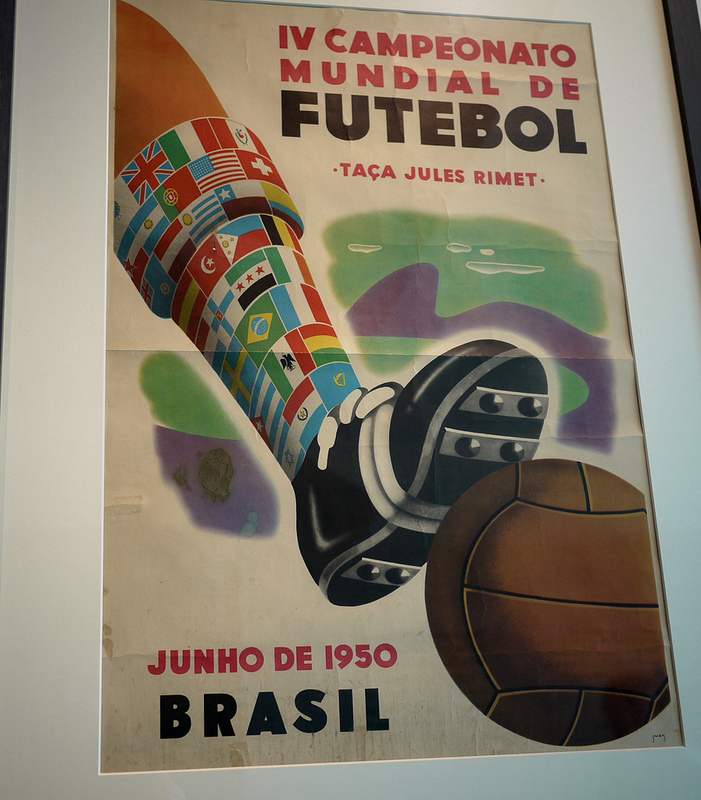 IV CAMPEONATO
MUNDIAL DE
FUTEBOL
·TAÇA JULES RIMET·
JUNHO DE 1950
BRASIL